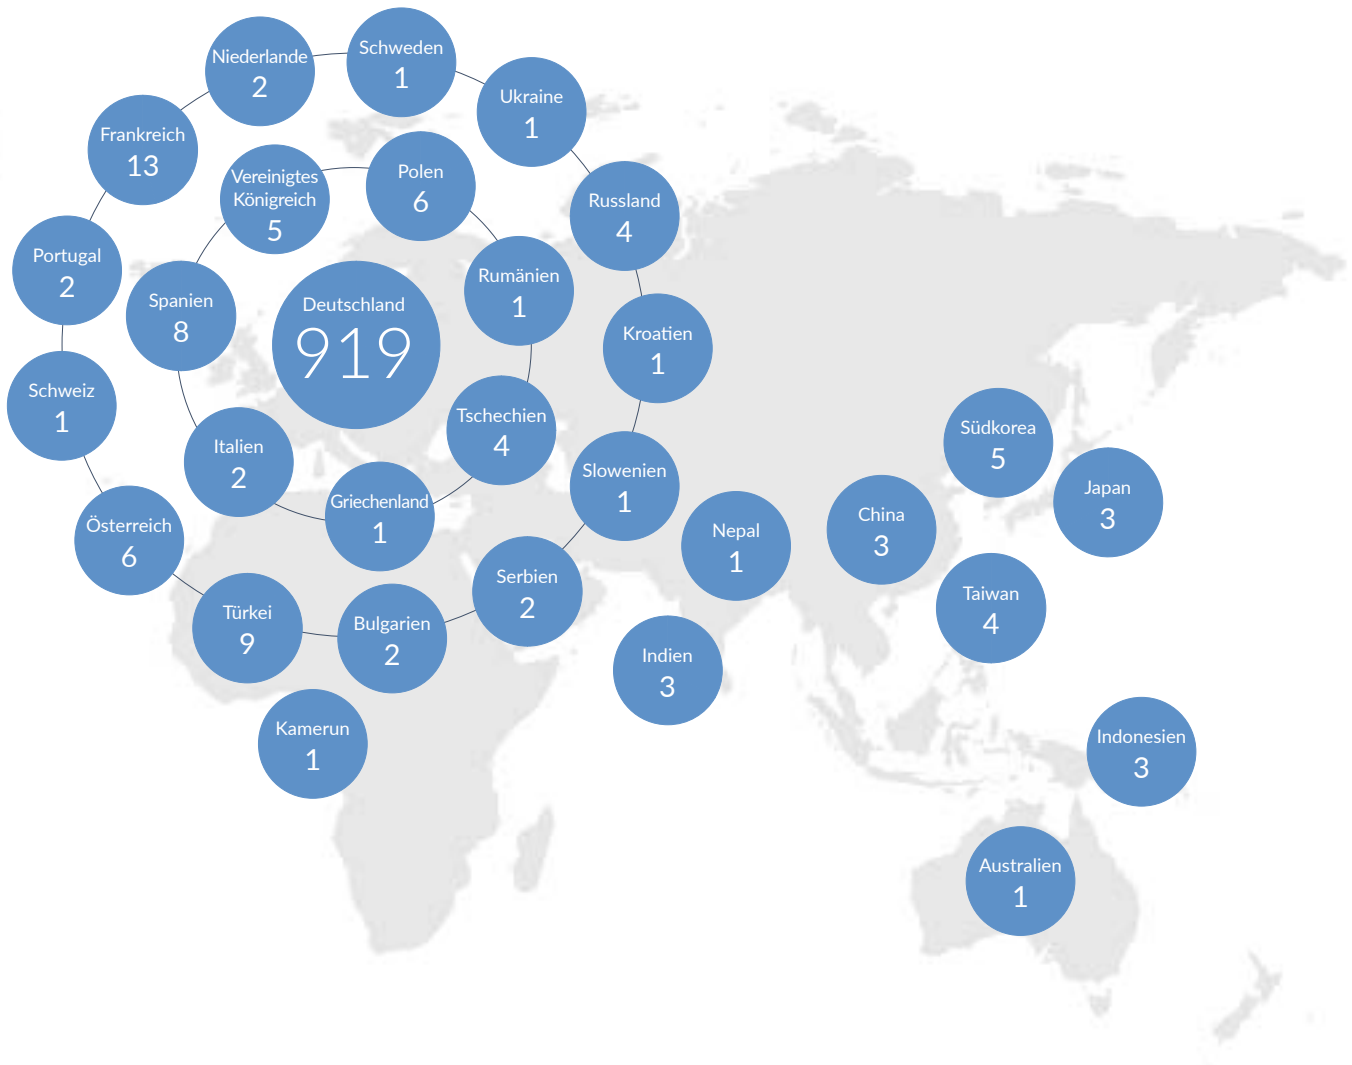 Schweden
1
Niederlande
2
Ukraine
1
Frankreich
13
Polen
6
Vereinigtes
Königreich
5
Russland
4
Portugal
2
Rumänien
1
Spanien
8
Deutschland
919
Kroatien
1
Schweiz
1
Tschechien
4
Südkorea
5
Italien
2
Slowenien
1
Japan
3
Griechenland
1
China
3
Österreich
6
Nepal
1
Serbien
2
Taiwan
4
Türkei
9
Bulgarien
2
Indien
3
Kamerun
1
Indonesien
3
Australien
1